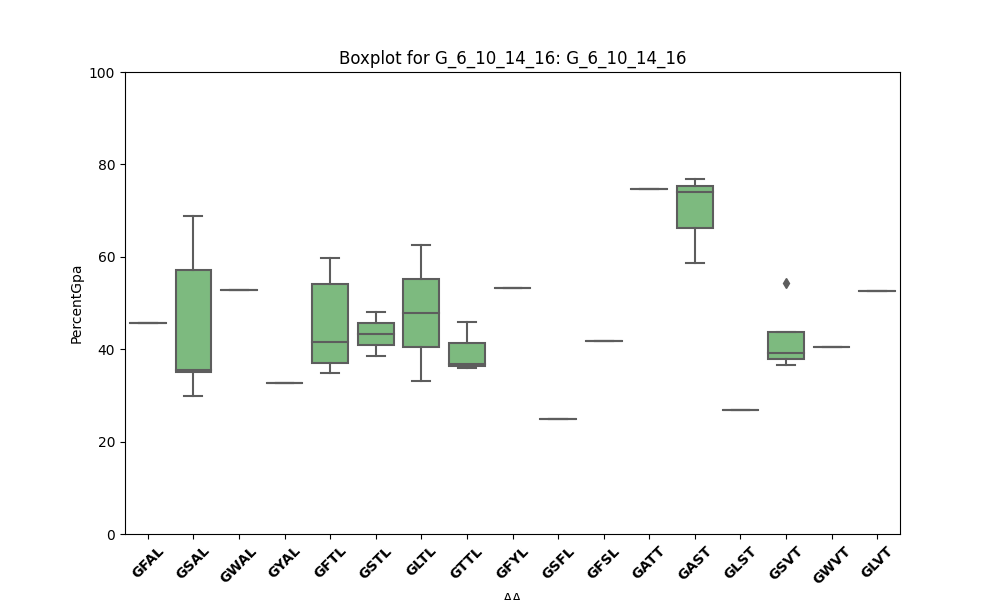 Boxplot for G_6_10_14_16: G_6_10_14_16
100
80
60
40
20
0
PercentGpa
GFAL GSAL GWAL GYAL GFTL GSTL GLTL GTTL GFYL GSFL GFSL GATT GAST GLST GSVT GWVT GLVT
AA